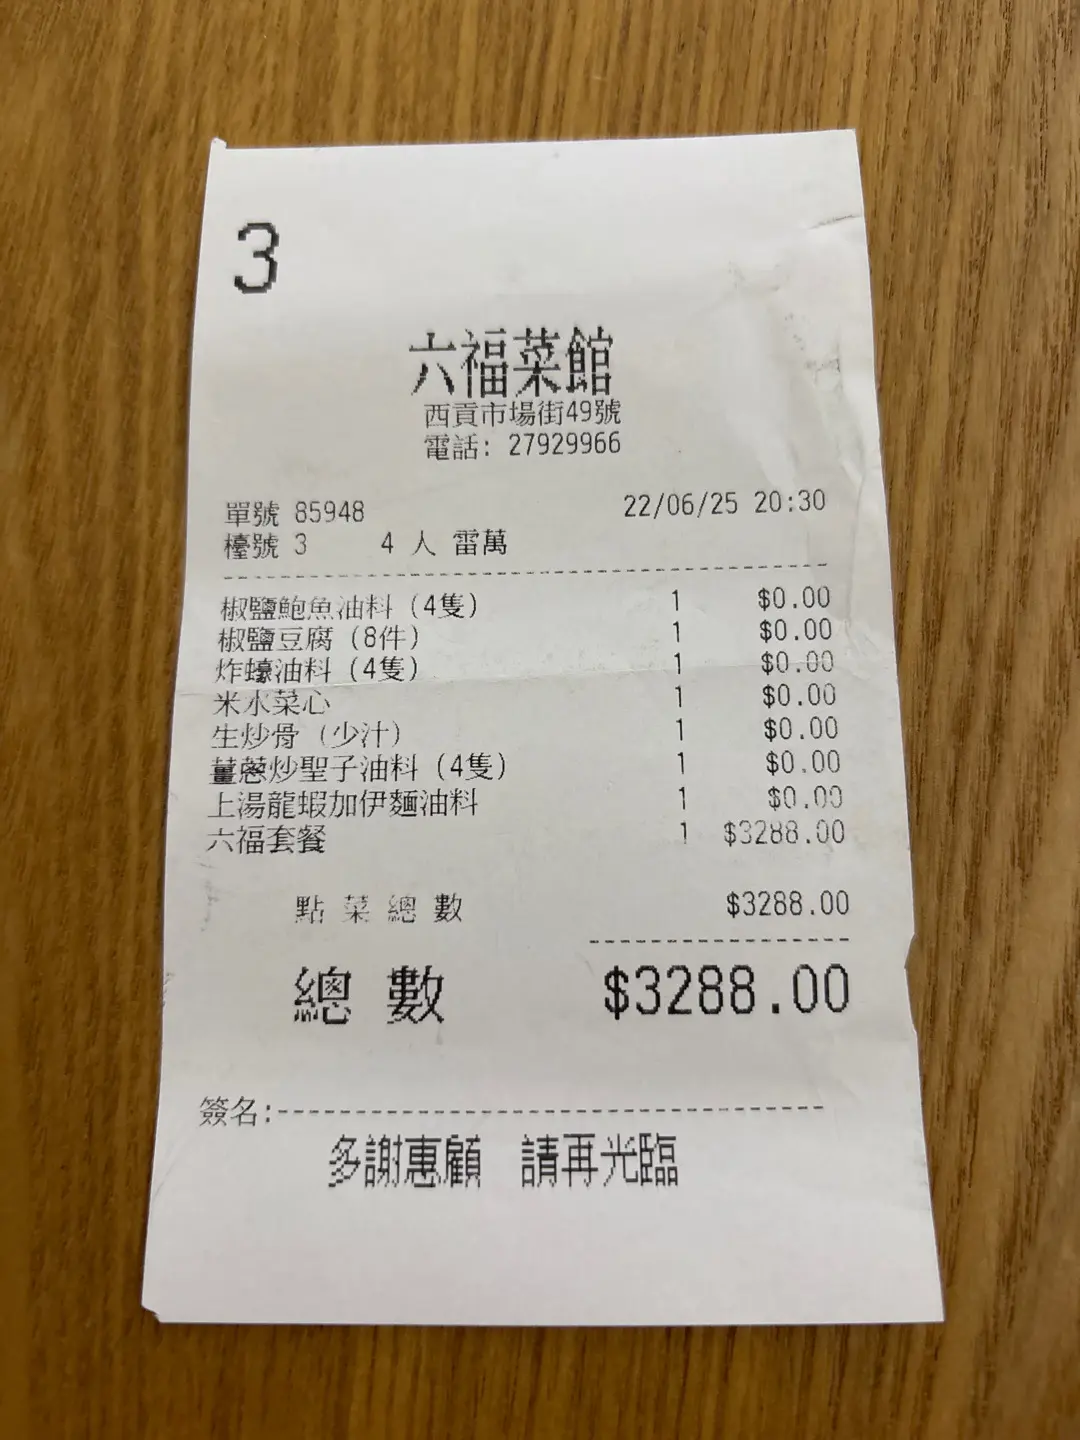 3
六福菜館
西貢市場街49號
電話: 27929966
單號 85948 22/06/25 20:30
檯號 3 4 人 雷萬
椒鹽鮑魚油料 (4隻) 1 $0.00
椒鹽豆腐 (8件) 1 $0.00
炸蠔油料 (4隻) 1 $0.00
米水菜心 1 $0.00
生炒骨 (少汁) 1 $0.00
薑蔥炒聖子油料 (4隻) 1 $0.00
上湯龍蝦加伊麵油料 1 $0.00
六福套餐 1 $3288.00
點菜總數 $3288.00
總數 $3288.00
簽名:
多謝惠顧 請再光臨